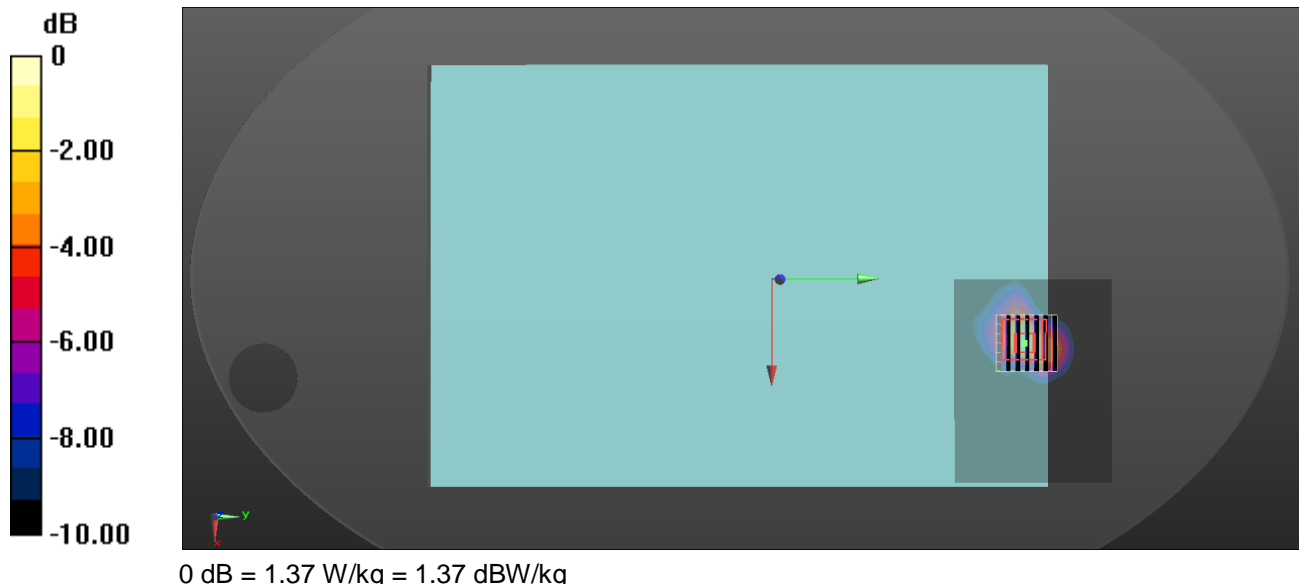 dB
0
-2.00
-4.00
-6.00
-8.00
-10.00
y
x
0 dB = 1.37 W/kg = 1.37 dBW/kg